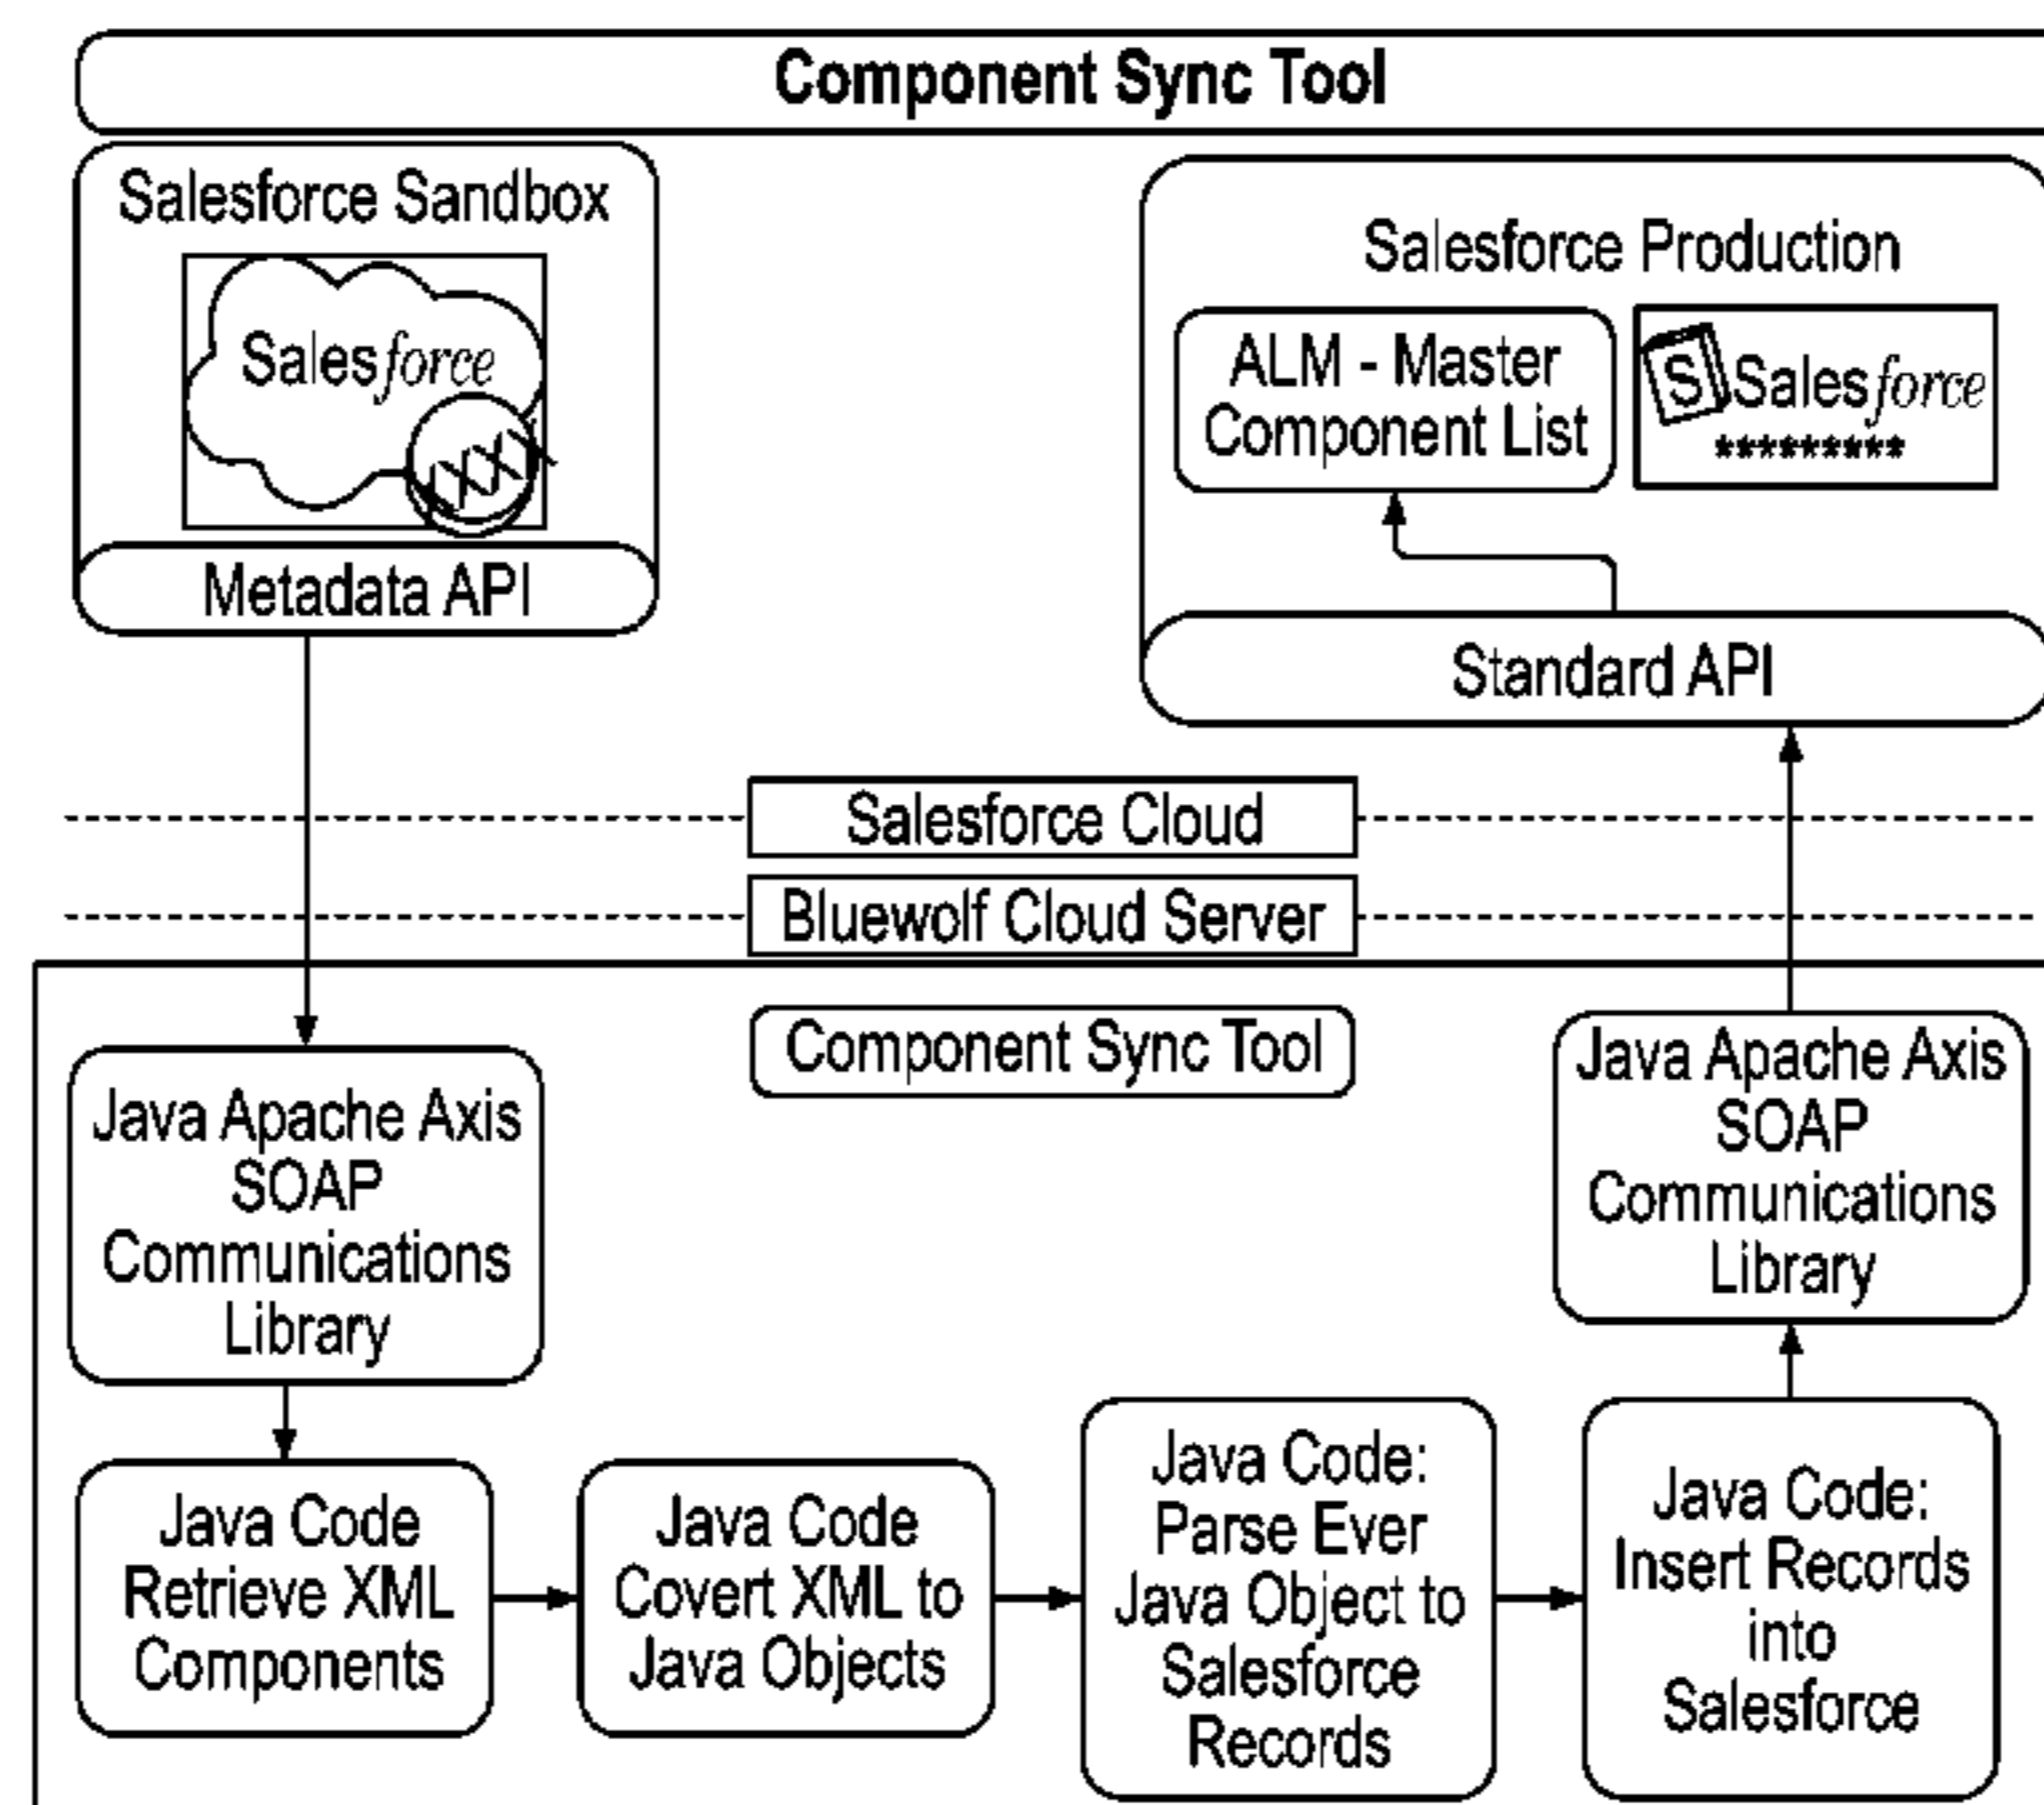 Component Sync Tool
Salesforce Sandbox
Salesforce
Metadata API
Salesforce Production
ALM - Master
Component List
S Salesforce
*********
Standard API
Salesforce Cloud
Bluewolf Cloud Server
Component Sync Tool
Java Apache Axis
SOAP
Communications
Library
Java Code
Retrieve XML
Components
Java Code
Covert XML to
Java Objects
Java Code:
Parse Ever
Java Object to
Salesforce
Records
Java Code:
Insert Records
into
Salesforce
Java Apache Axis
SOAP
Communications
Library